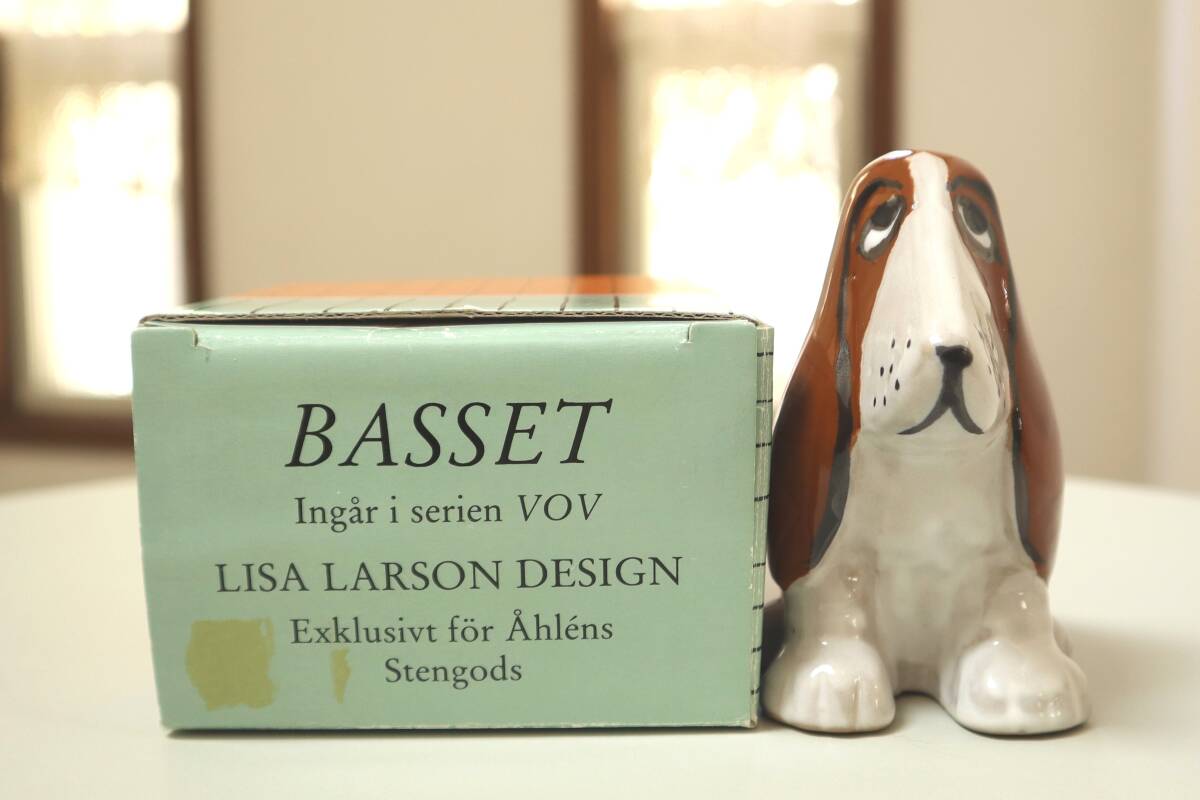 BASSET
Ingår i serien VOV
LISA LARSON DESIGN
Exklusivt för Åhléns
Stengods